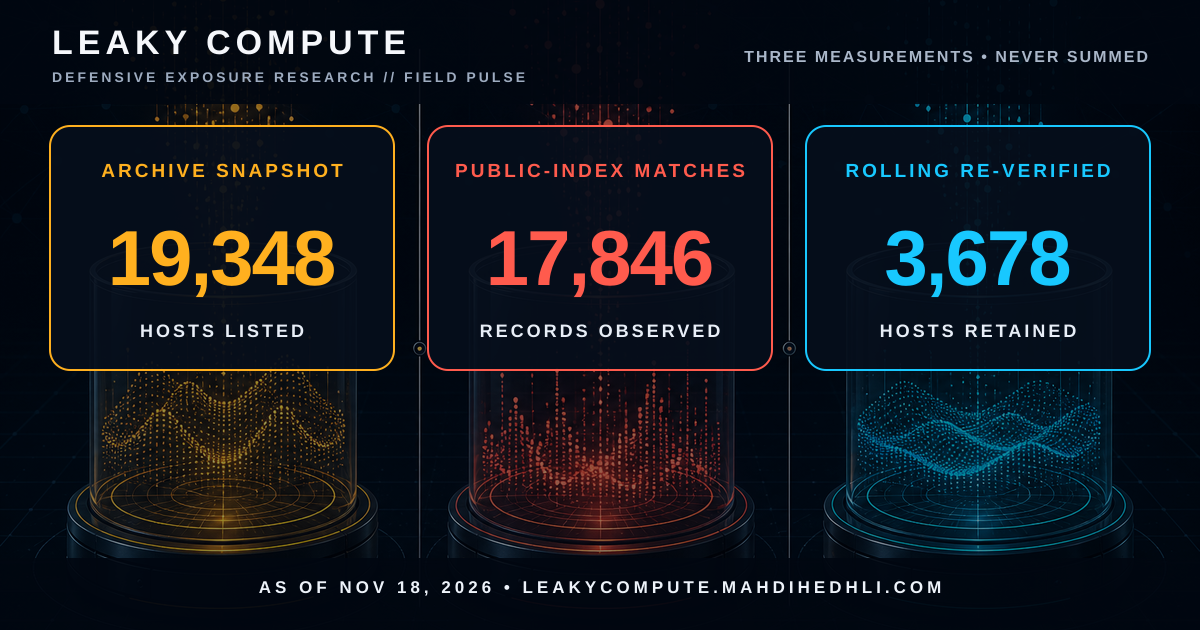 LEAKY COMPUTE
DEFENSIVE EXPOSURE RESEARCH // FIELD PULSE
THREE MEASUREMENTS • NEVER SUMMED
ARCHIVE SNAPSHOT
19,348
HOSTS LISTED
PUBLIC-INDEX MATCHES
17,846
RECORDS OBSERVED
ROLLING RE-VERIFIED
3,678
HOSTS RETAINED
AS OF NOV 18, 2026 • LEAKYCOMPUTE.MAHDIHEDHLI.COM